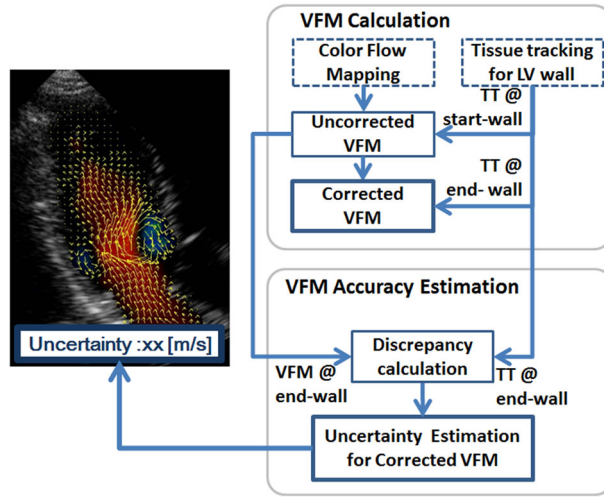 VFM Calculation
Color Flow
Mapping
Tissue tracking
for LV wall
TT @
start-wall
Uncorrected
VFM
TT @
end- wall
Corrected
VFM
VFM Accuracy Estimation
Uncertainty :xx [m/s]
VFM @
end-wall
Discrepancy
calculation
TT @
end-wall
Uncertainty Estimation
for Corrected VFM